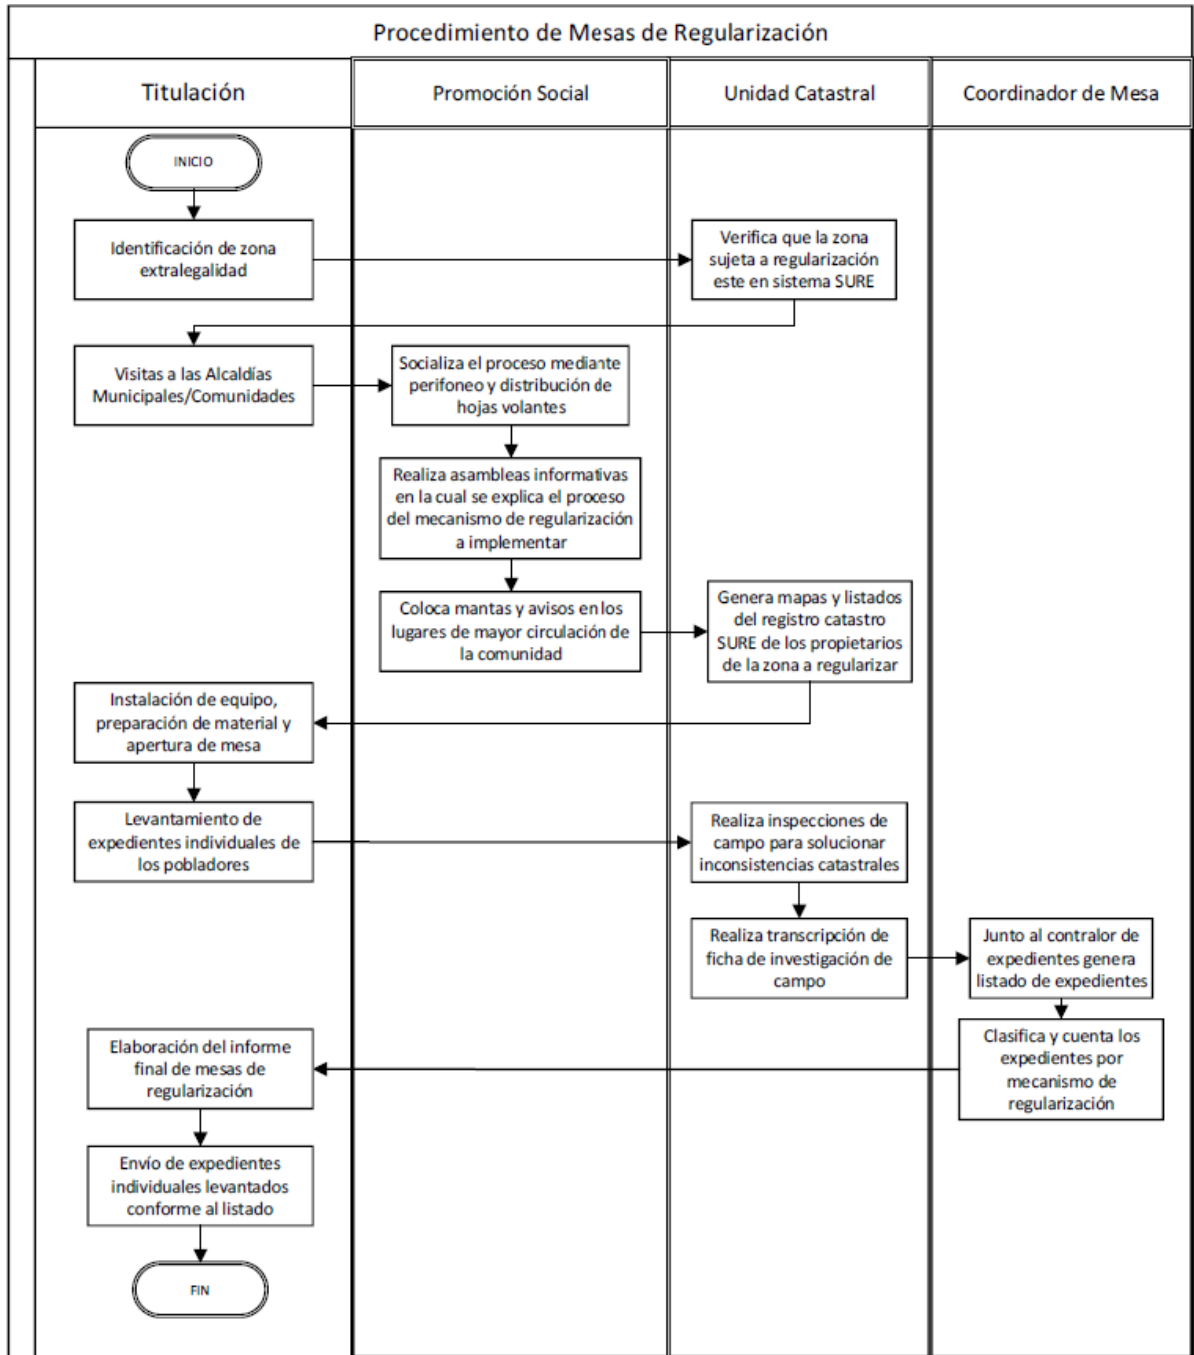 Procedimiento de Mesas de Regularización
Titulación
Promoción Social
Unidad Catastral
Coordinador de Mesa
INICIO
Identificación de zona
extralegalidad
Verifica que la zona
sujeta a regularización
este en sistema SURE
Visitas a las Alcaldías
Municipales/Comunidades
Socializa el proceso mediante
perifoneo y distribución de
hojas volantes
Realiza asambleas informativas
en la cual se explica el proceso
del mecanismo de regularización
a implementar
Coloca mantas y avisos en los
lugares de mayor circulación de
la comunidad
Genera mapas y listados
del registro catastro
SURE de los propietarios
de la zona a regularizar
Instalación de equipo,
preparación de material y
apertura de mesa
Levantamiento de
expedientes individuales de
los pobladores
Realiza inspecciones de
campo para solucionar
inconsistencias catastrales
Realiza transcripción de
ficha de investigación de
campo
Junto al contralor de
expedientes genera
listado de expedientes
Clasifica y cuenta los
expedientes por
mecanismo de
regularización
Elaboración del informe
final de mesas de
regularización
Envío de expedientes
individuales levantados
conforme al listado
FIN